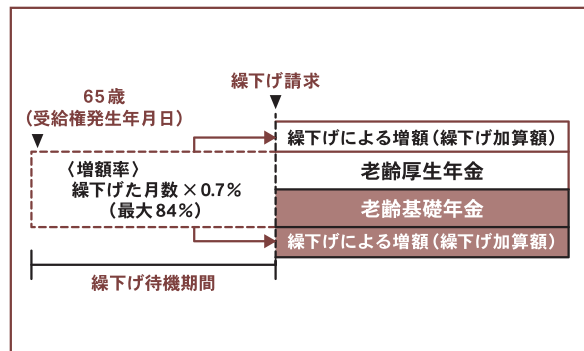 65歳
（受給権発生年月日）
繰下げ請求
〈増額率〉
繰下げた月数×0.7％
（最大84％）
繰下げによる増額（繰下げ加算額）
老齢厚生年金
老齢基礎年金
繰下げによる増額（繰下げ加算額）
繰下げ待機期間